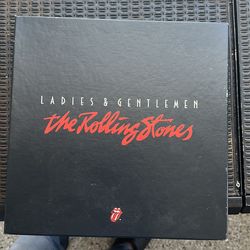 LADIES & GENTLEMEN
the Rolling Stones